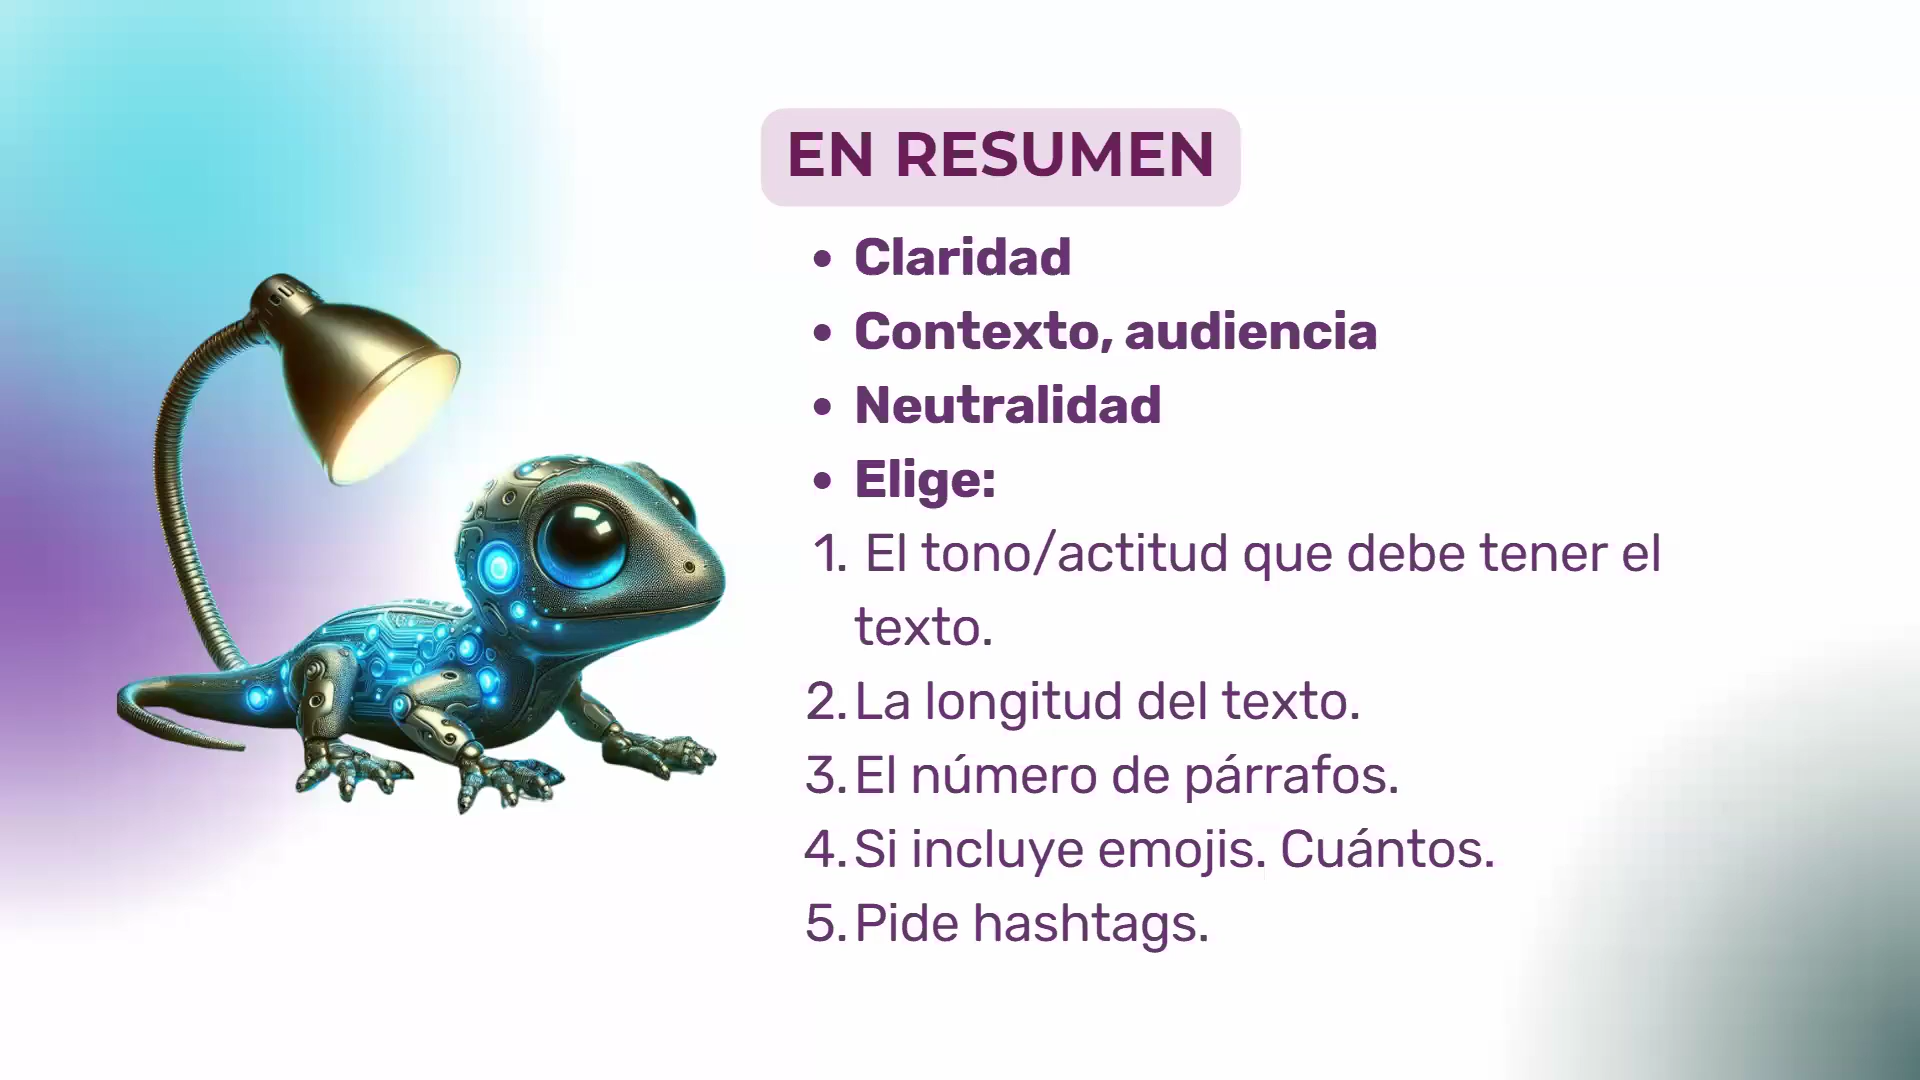 EN RESUMEN
• Claridad
• Contexto, audiencia
• Neutralidad
• Elige:
1. El tono/actitud que debe tener el
texto.
2. La longitud del texto.
3. El número de párrafos.
4. Si incluye emojis. Cuántos.
5. Pide hashtags.